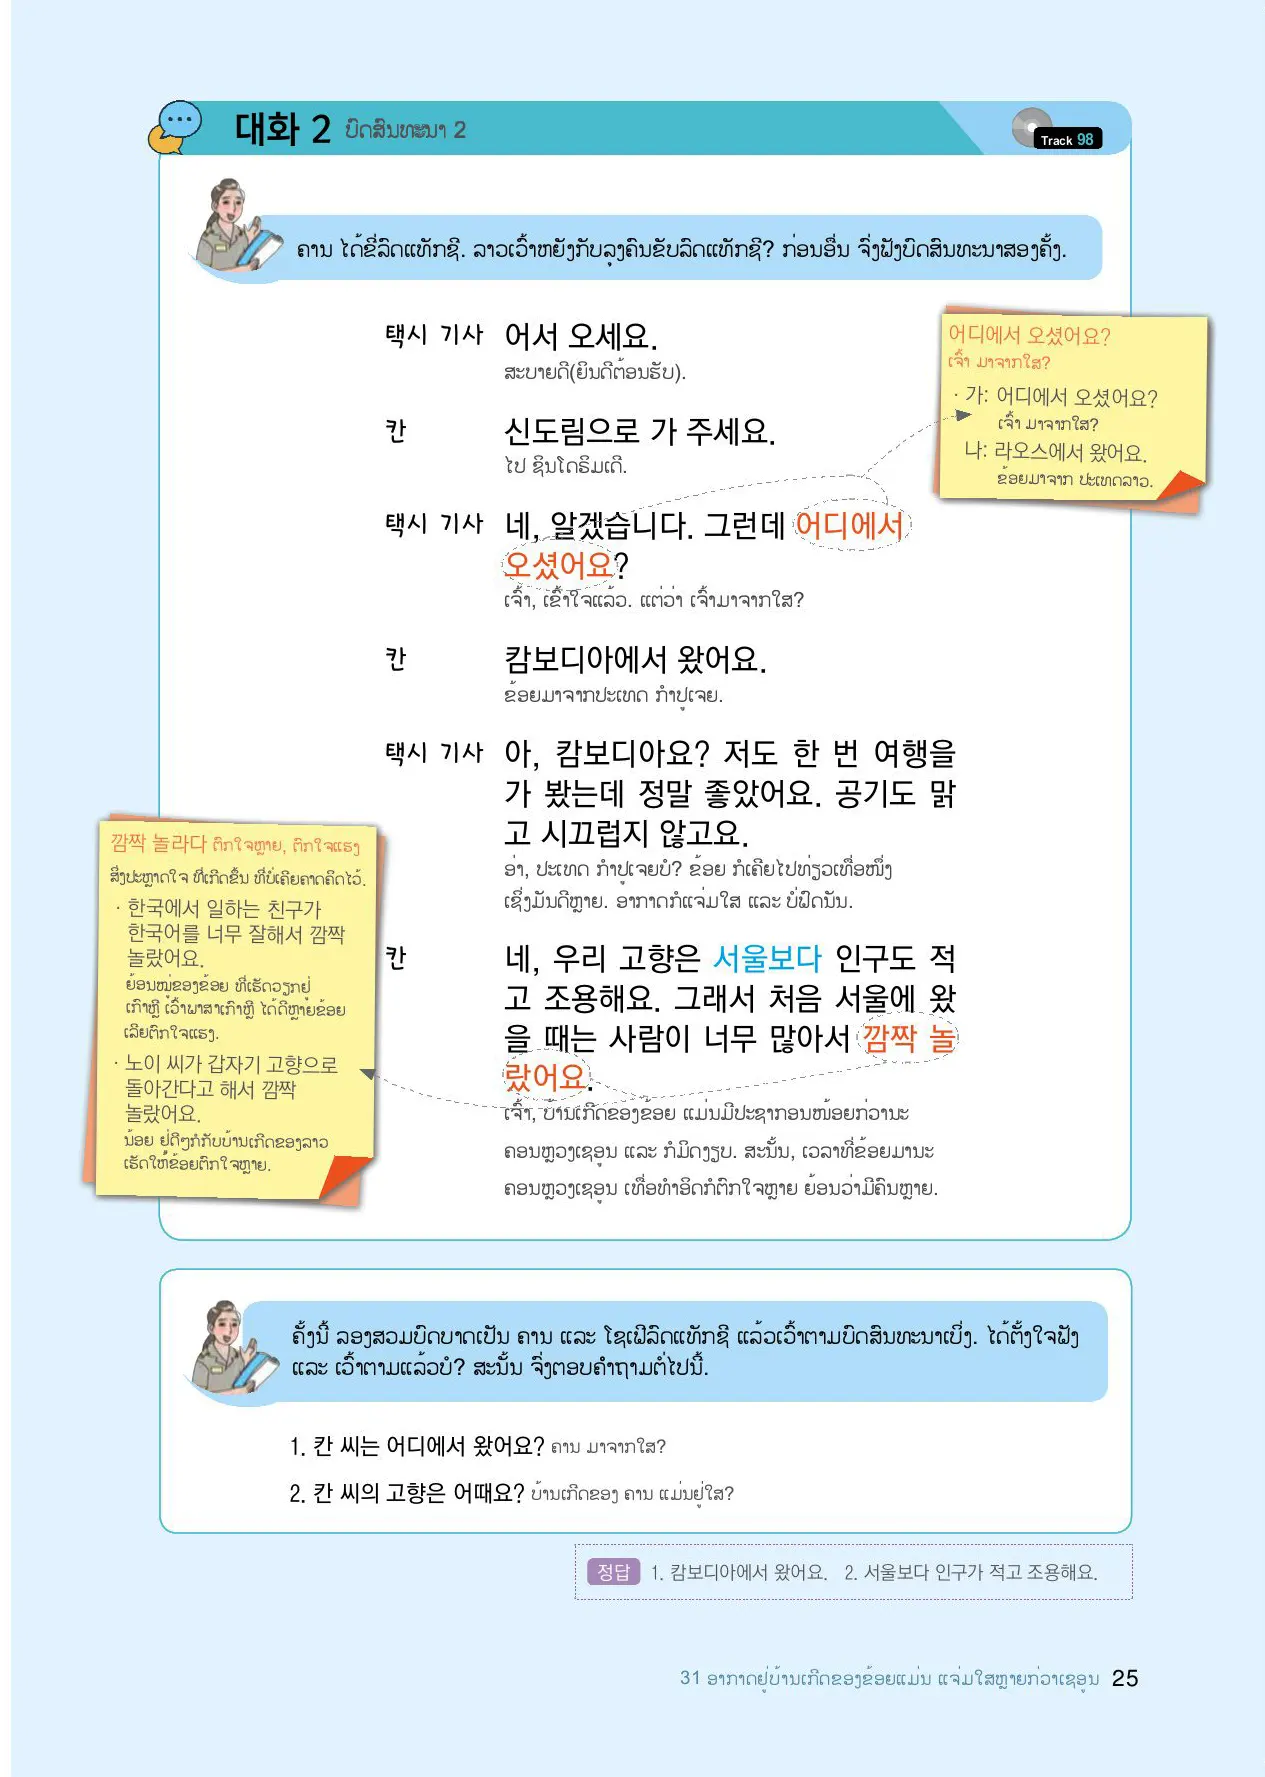 대화 2 ບົດສົນທະນາ 2
Track 98
ຄານ ໄດ້ຂີ່ລົດແທັກຊີ. ລາວເວົ້າຫຍັງກັບລຸງຄົນຂັບລົດແທັກຊີ? ກ່ອນອື່ນ ຈົ່ງຟັງບົດສົນທະນາສອງຄັ້ງ.
택시 기사 어서 오세요.
ສະບາຍດີ(ຍິນດີຕ້ອນຮັບ).
칸 신도림으로 가 주세요.
ໄປ ຊິນໂດຣິມເດີ.
택시 기사 네, 알겠습니다. 그런데 어디에서
오셨어요?
ເຈົ້າ, ເຂົ້າໃຈແລ້ວ. ແຕ່ວ່າ ເຈົ້າມາຈາກໃສ?
칸 캄보디아에서 왔어요.
ຂ້ອຍມາຈາກປະເທດ ກຳປູເຈຍ.
택시 기사 아, 캄보디아요? 저도 한 번 여행을
가 봤는데 정말 좋았어요. 공기도 맑
고 시끄럽지 않고요.
ອ່າ, ປະເທດ ກຳປູເຈຍບໍ? ຂ້ອຍ ກໍເຄີຍໄປທ່ຽວເທື່ອໜຶ່ງ
ເຊິ່ງມັນດີຫຼາຍ. ອາກາດກໍແຈ່ມໃສ ແລະ ບໍ່ຟົດນັນ.
칸 네, 우리 고향은 서울보다 인구도 적
고 조용해요. 그래서 처음 서울에 왔
을 때는 사람이 너무 많아서 깜짝 놀
랐어요.
ເຈົ້າ, ບ້ານເກີດຂອງຂ້ອຍ ແມ່ນມີປະຊາກອນໜ້ອຍກ່ວານະ
ຄອນຫຼວງເຊອູນ ແລະ ກໍມິດງຽບ. ສະນັ້ນ, ເວລາທີ່ຂ້ອຍມານະ
ຄອນຫຼວງເຊອູນ ເທື່ອທຳອິດກໍຕົກໃຈຫຼາຍ ຍ້ອນວ່າມີຄົນຫຼາຍ.
어디에서 오셨어요?
ເຈົ້າ ມາຈາກໃສ?
· 가: 어디에서 오셨어요?
ເຈົ້າ ມາຈາກໃສ?
냐: 라오스에서 왔어요.
ຂ້ອຍມາຈາກ ປະເທດລາວ.
깜짝 놀라다 ຕົກໃຈຫຼາຍ, ຕົກໃຈແຮງ
ສິ່ງປະຫຼາດໃຈ ທີ່ເກີດຂຶ້ນ ທີ່ບໍ່ເຄີຍຄາດຄິດໄວ້.
· 한국에서 일하는 친구가
한국어를 너무 잘해서 깜짝
놀랐어요.
ຍ້ອນໝູ່ຂອງຂ້ອຍ ທີ່ເຮັດວຽກຢູ່
ເກົາຫຼີ ເວົ້າພາສາເກົາຫຼີ ໄດ້ດີຫຼາຍຂ້ອຍ
ເລີຍຕົກໃຈແຮງ.
· 노이 씨가 갑자기 고향으로
돌아간다고 해서 깜짝
놀랐어요.
ນ້ອຍ ຢູ່ດີໆກໍກັບບ້ານເກີດຂອງລາວ
ເຮັດໃຫ້ຂ້ອຍຕົກໃຈຫຼາຍ.
ຄັ້ງນີ້ ລອງສວມບົດບາດເປັນ ຄານ ແລະ ໂຊເຟີລົດແທັກຊີ ແລ້ວເວົ້າຕາມບົດສົນທະນາເບິ່ງ. ໄດ້ຕັ້ງໃຈຟັງ
ແລະ ເວົ້າຕາມແລ້ວບໍ? ສະນັ້ນ ຈົ່ງຕອບຄຳຖາມຕໍ່ໄປນີ້.
1. 칸 씨는 어디에서 왔어요? ຄານ ມາຈາກໃສ?
2. 칸 씨의 고향은 어때요? ບ້ານເກີດຂອງ ຄານ ແມ່ນຢູ່ໃສ?
정답 1. 캄보디아에서 왔어요. 2. 서울보다 인구가 적고 조용해요.
31 ອາກາດຢູ່ບ້ານເກີດຂອງຂ້ອຍແມ່ນ ແຈ່ມໃສຫຼາຍກ່ວາເຊອູນ 25